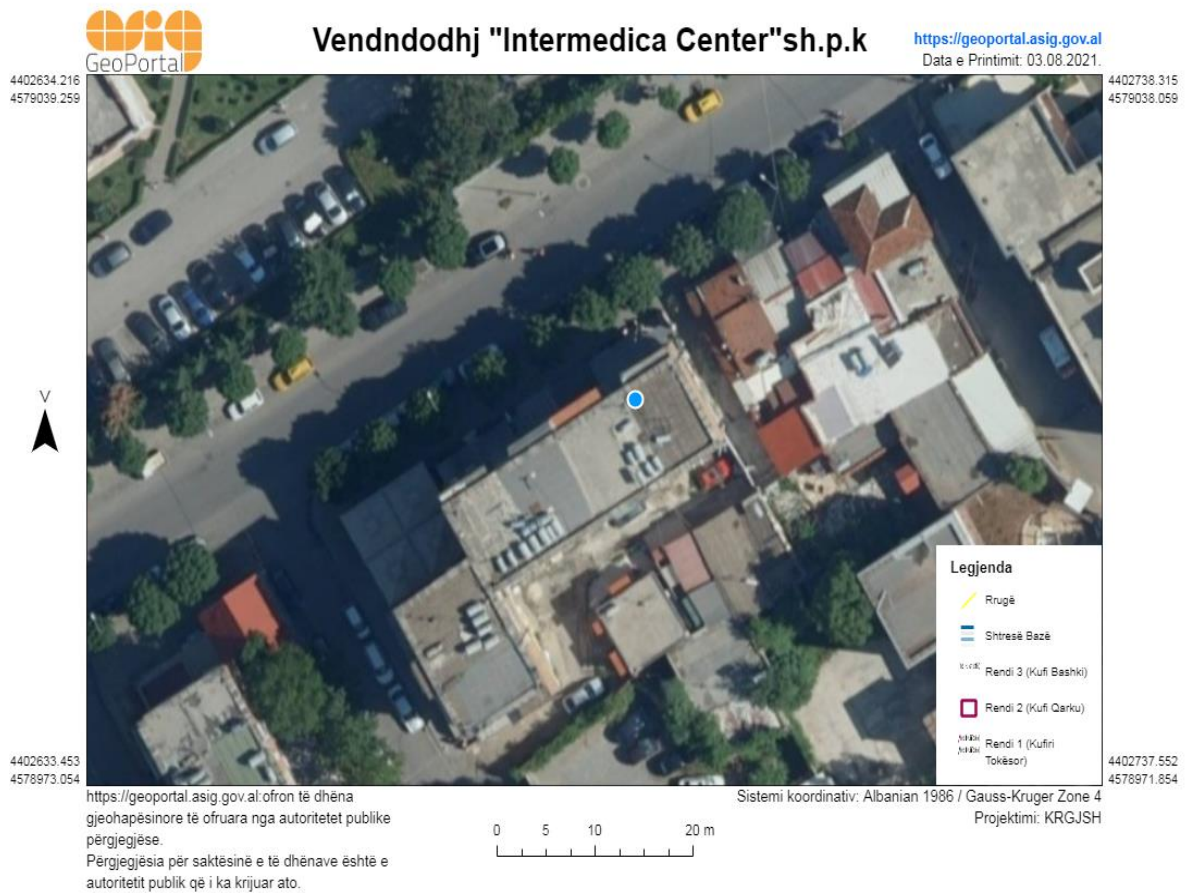 asig
GeoPortal
Vendndodhj "Intermedica Center"sh.p.k
https://geoportal.asig.gov.al
Data e Printimit: 03.08.2021.
4402634.216
4579039.259
4402738.315
4579038.059
V
Legjenda
Rrugë
Shtresë Bazë
Rendi 3 (Kufi Bashki)
Rendi 2 (Kufi Qarku)
Rendi 1 (Kufiri
Tokësor)
4402633.453
4578973.054
4402737.552
4578971.854
https://geoportal.asig.gov.al:ofron të dhëna
gjeohapësinore të ofruara nga autoritetet publike
përgjegjëse.
Përgjegjësia për saktësinë e të dhënave është e
autoritetit publik që i ka krijuar ato.
0 5 10 20 m
Sistemi koordinativ: Albanian 1986 / Gauss-Kruger Zone 4
Projektimi: KRGJSH